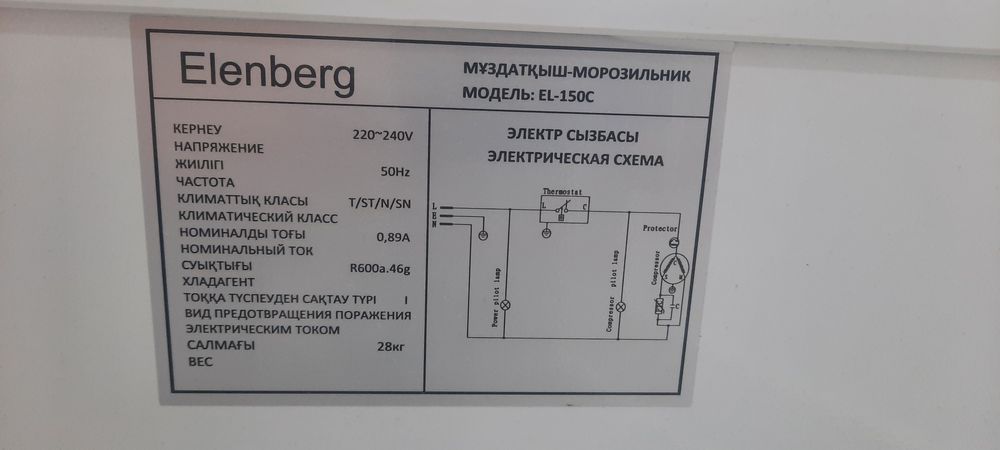 Elenberg
МҰЗДАТҚЫШ-МОРОЗИЛЬНИК
МОДЕЛЬ: EL-150C
КЕРНЕУ
НАПРЯЖЕНИЕ
220~240V
ЖИІЛІГІ
ЧАСТОТА
50Hz
КЛИМАТТЫҚ КЛАСЫ
T/ST/N/SN
КЛИМАТИЧЕСКИЙ КЛАСС
НОМИНАЛДЫ ТОҒЫ
0,89A
НОМИНАЛЬНЫЙ ТОК
СУЫҚТЫҒЫ
R600a.46g
ХЛАДАГЕНТ
ТОҚҚА ТҮСПЕУДЕН САҚТАУ ТҮРІ I
ВИД ПРЕДОТВРАЩЕНИЯ ПОРАЖЕНИЯ
ЭЛЕКТРИЧЕСКИМ ТОКОМ
САЛМАҒЫ
28кг
ВЕС
ЭЛЕКТР СЫЗБАСЫ
ЭЛЕКТРИЧЕСКАЯ СХЕМА
Thermostat
L
E
N
L C
Protector
Compressor
C
S
Power pilot lamp
Compressor pilot lamp
C